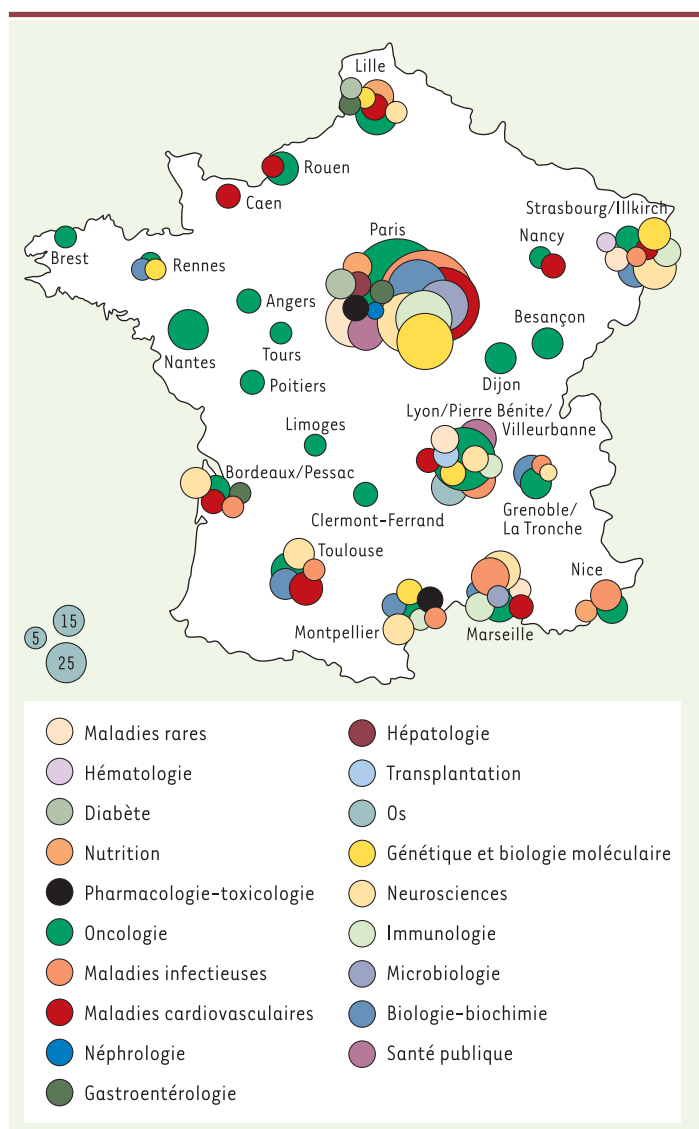 Lille
Rouen
Caen
Strasbourg/Illkirch
Paris
Nancy
Brest
Rennes
Angers
Besançon
Nantes
Tours
Dijon
Poitiers
Lyon/Pierre Bénite/
Villeurbanne
Limoges
Bordeaux/Pessac
Clermont-Ferrand
Grenoble/
La Tronche
Toulouse
Nice
Montpellier
Marseille
15
5
25
Maladies rares
Hématologie
Diabète
Nutrition
Pharmacologie-toxicologie
Oncologie
Maladies infectieuses
Maladies cardiovasculaires
Néphrologie
Gastroentérologie
Hépatologie
Transplantation
Os
Génétique et biologie moléculaire
Neurosciences
Immunologie
Microbiologie
Biologie-biochimie
Santé publique